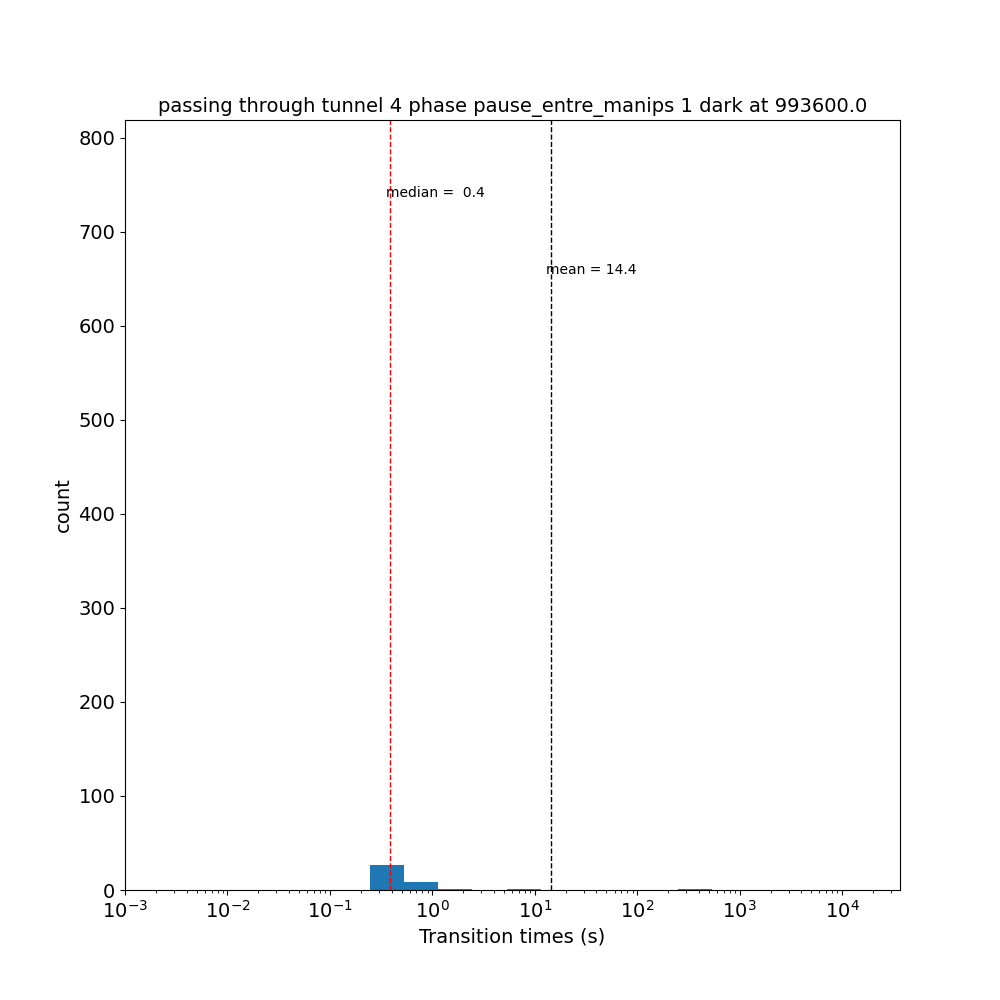 passing through tunnel 4 phase pause_entre_manips 1 dark at 993600.0
800
median =  0.4
700
mean = 14.4
600
500
count
400
300
200
100
0
10⁻³ 10⁻² 10⁻¹ 10⁰ 10¹ 10² 10³ 10⁴
Transition times (s)